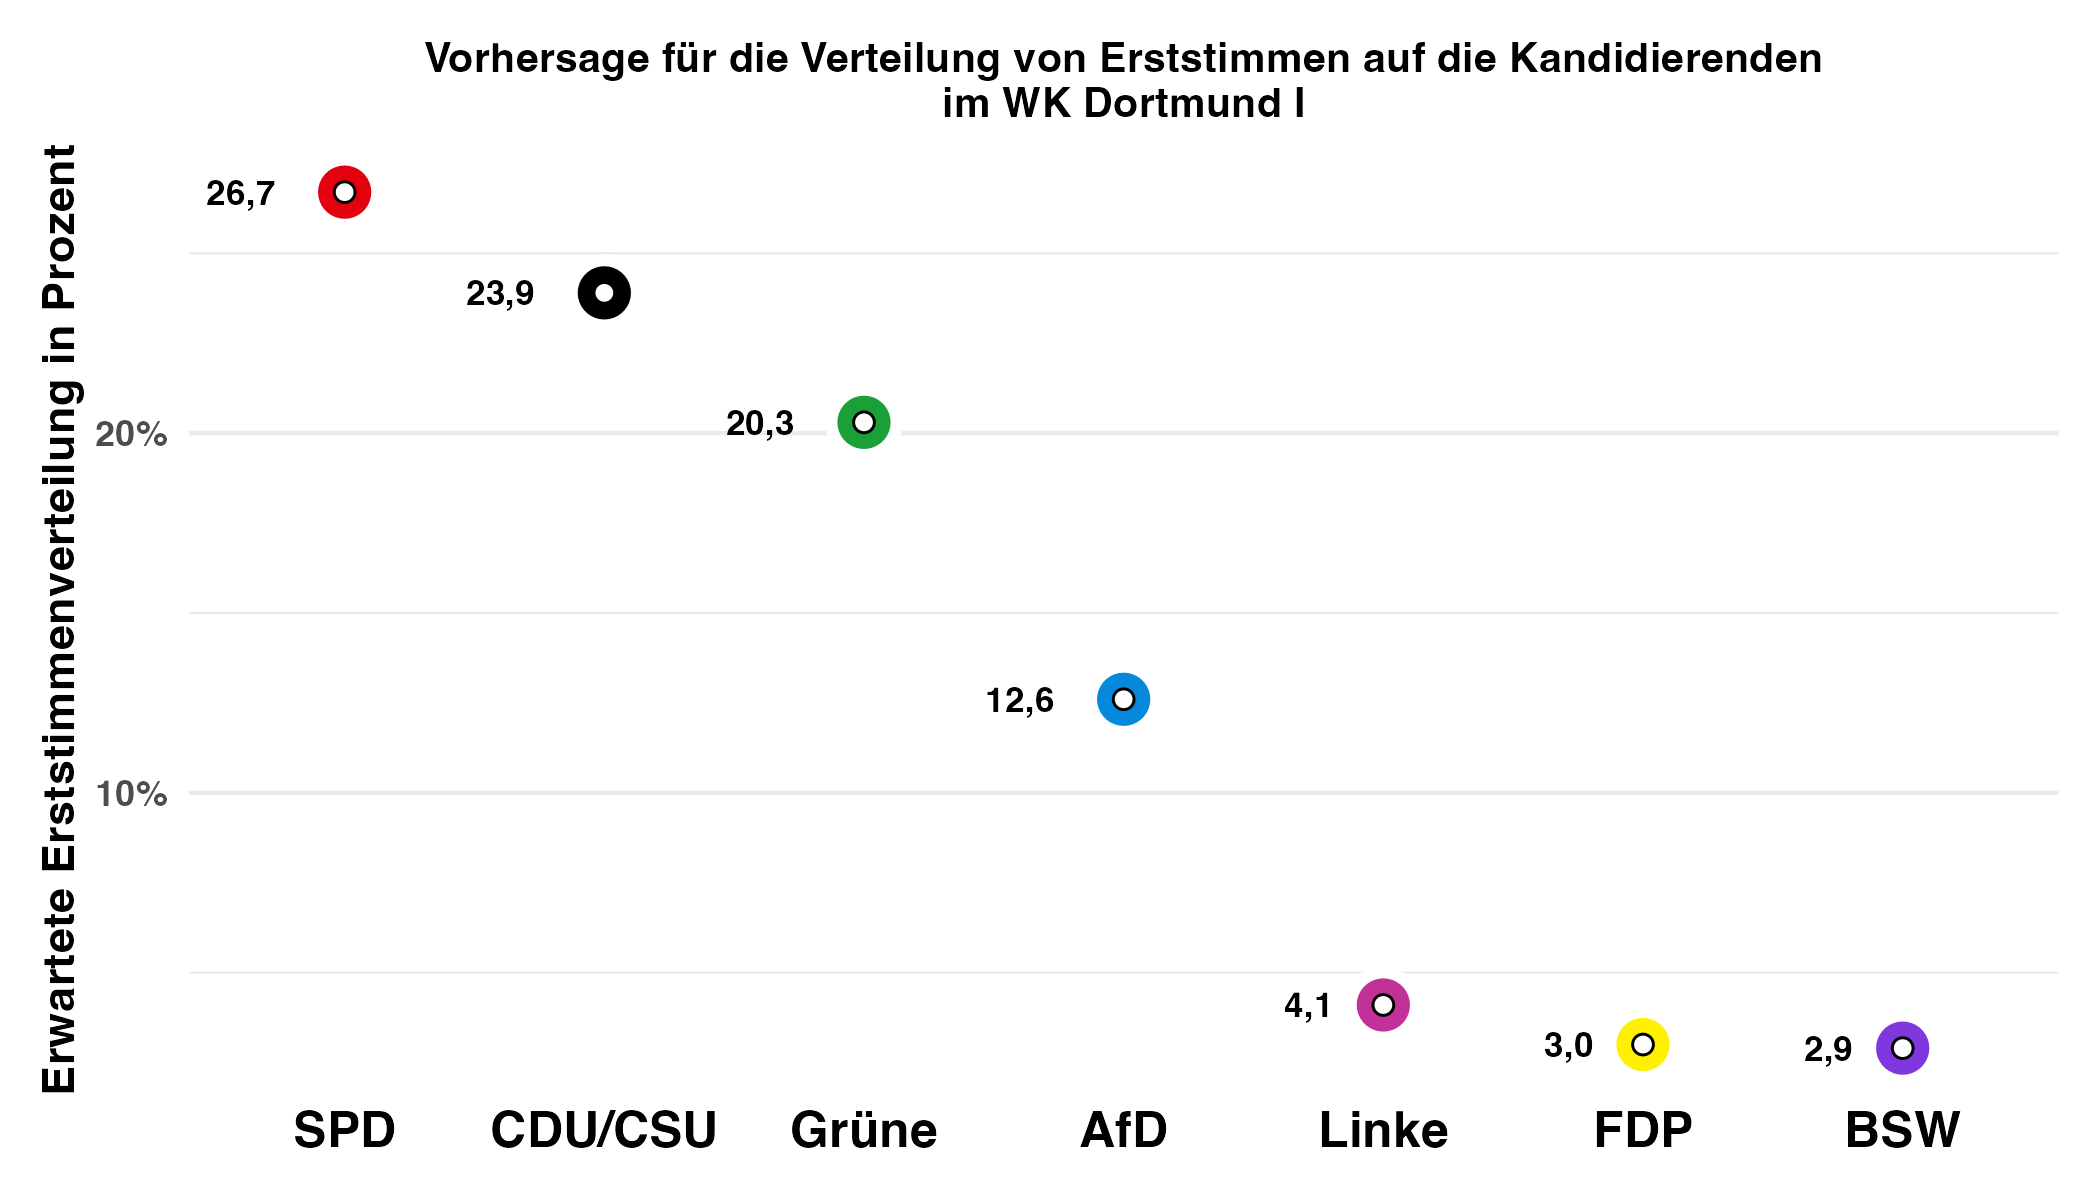 Vorhersage für die Verteilung von Erststimmen auf die Kandidierenden
im WK Dortmund I
Erwartete Erststimmenverteilung in Prozent
20%
10%
26,7
23,9
20,3
12,6
4,1
3,0
2,9
SPD
CDU/CSU
Grüne
AfD
Linke
FDP
BSW